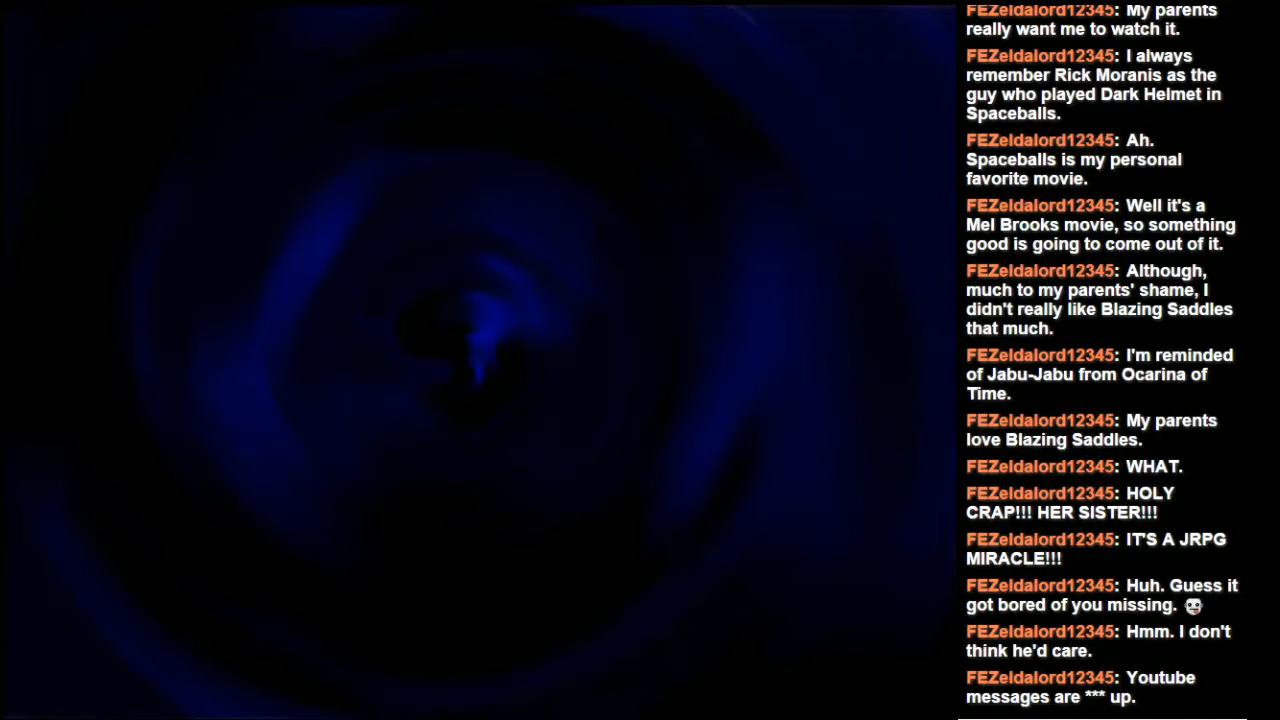 FEZeldalord12345: My parents
really want me to watch it.
FEZeldalord12345: I always
remember Rick Moranis as the
guy who played Dark Helmet in
Spaceballs.
FEZeldalord12345: Ah.
Spaceballs is my personal
favorite movie.
FEZeldalord12345: Well it's a
Mel Brooks movie, so something
good is going to come out of it.
FEZeldalord12345: Although,
much to my parents' shame, I
didn't really like Blazing Saddles
that much.
FEZeldalord12345: I'm reminded
of Jabu-Jabu from Ocarina of
Time.
FEZeldalord12345: My parents
love Blazing Saddles.
FEZeldalord12345: WHAT.
FEZeldalord12345: HOLY
CRAP!!! HER SISTER!!!
FEZeldalord12345: IT'S A JRPG
MIRACLE!!!
FEZeldalord12345: Huh. Guess it
got bored of you missing.
FEZeldalord12345: Hmm. I don't
think he'd care.
FEZeldalord12345: Youtube
messages are *** up.